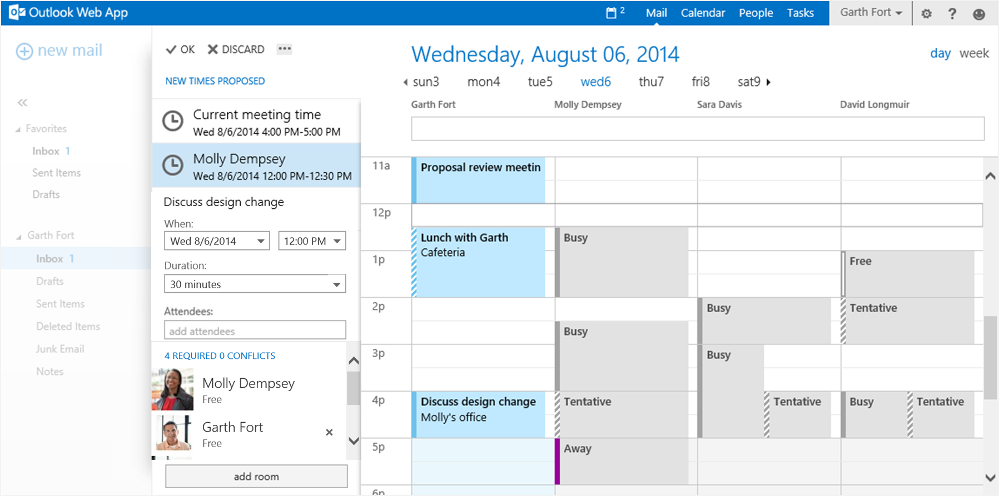 Outlook Web App
2
Mail
Calendar
People
Tasks
Garth Fort
?
new mail
Favorites
Inbox 1
Sent Items
Drafts
Garth Fort
Inbox 1
Drafts
Sent Items
Deleted Items
Junk Email
Notes
OK
DISCARD
NEW TIMES PROPOSED
Current meeting time
Wed 8/6/2014 4:00 PM-5:00 PM
Molly Dempsey
Wed 8/6/2014 12:00 PM-12:30 PM
Discuss design change
When:
Wed 8/6/2014
12:00 PM
Duration:
30 minutes
Attendees:
add attendees
4 REQUIRED 0 CONFLICTS
Molly Dempsey
Free
Garth Fort
Free
add room
Wednesday, August 06, 2014
day
week
sun3
mon4
tue5
wed6
thu7
fri8
sat9
Garth Fort
Molly Dempsey
Sara Davis
David Longmuir
11a
Proposal review meetin
12p
Lunch with Garth
Cafeteria
Busy
1p
Free
2p
Busy
Tentative
Busy
3p
Busy
4p
Discuss design change
Molly's office
Tentative
Tentative
Busy
Tentative
5p
Away
6p